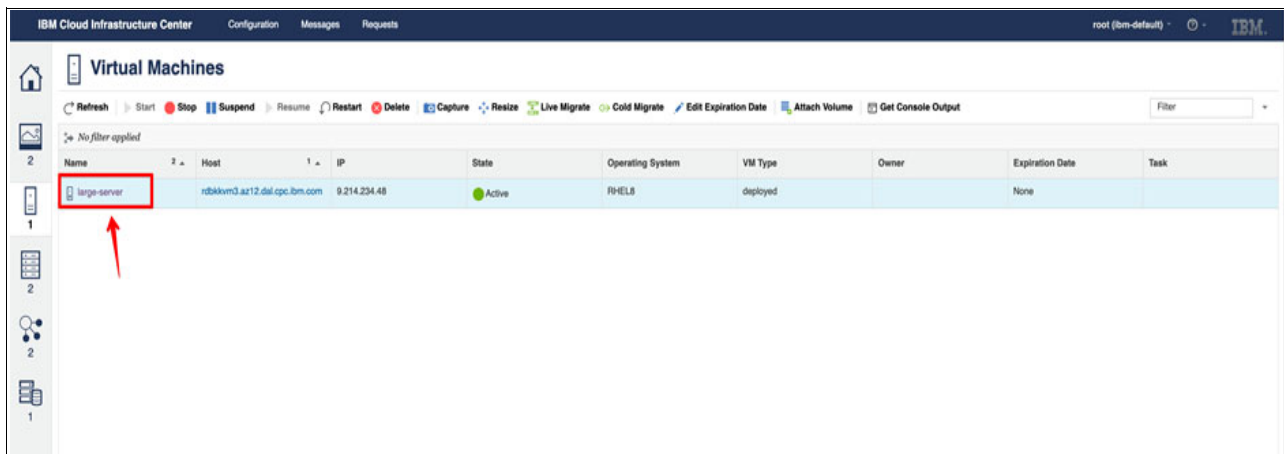 IBM Cloud Infrastructure Center Configuration Messages Requests root (ibm-default) IBM.
Virtual Machines
Refresh Start Stop Suspend Resume Restart Delete Capture Resize Live Migrate Cold Migrate Edit Expiration Date Attach Volume Get Console Output Filter
No filter applied
2
Name 2 Host 1 IP State Operating System VM Type Owner Expiration Date Task
large-server rdbkkvm3.az12.dal.cpc.ibm.com 9.214.234.48 Active RHEL8 deployed None
1
2
2
1